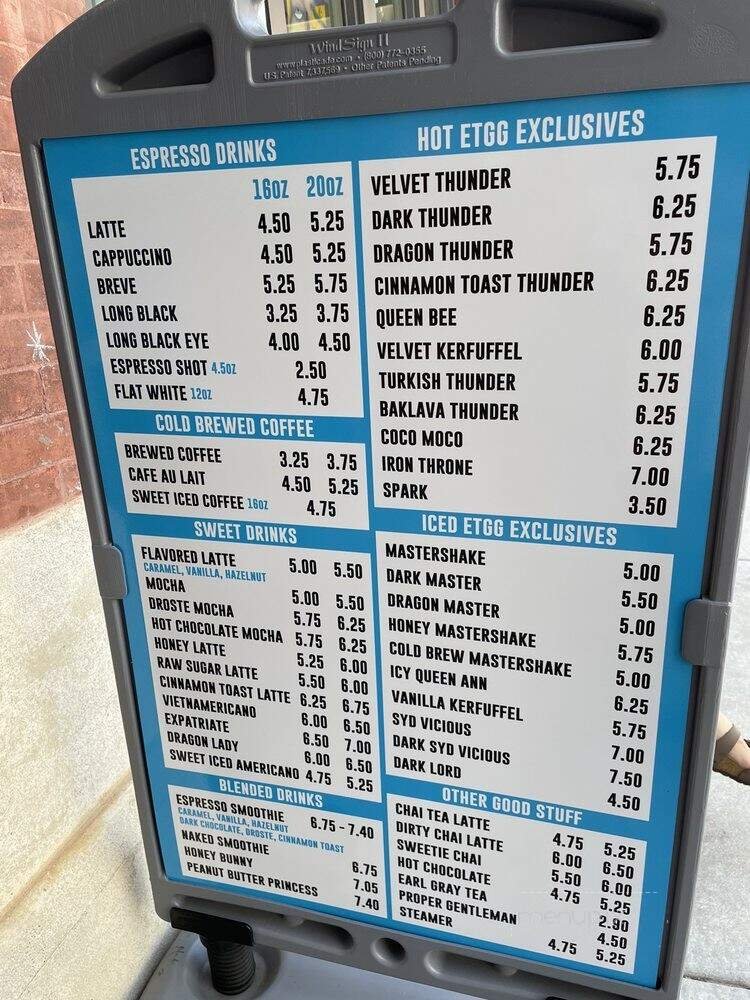 WindSign II
www.plasticade.com • (800) 772-0355
U.S. Patent 7,337,569 • Other Patents Pending
ESPRESSO DRINKS
16OZ 20OZ
LATTE 4.50 5.25
CAPPUCCINO 4.50 5.25
BREVE 5.25 5.75
LONG BLACK 3.25 3.75
LONG BLACK EYE 4.00 4.50
ESPRESSO SHOT 4.5OZ 2.50
FLAT WHITE 12OZ 4.75
COLD BREWED COFFEE
BREWED COFFEE 3.25 3.75
CAFE AU LAIT 4.50 5.25
SWEET ICED COFFEE 16OZ 4.75
SWEET DRINKS
FLAVORED LATTE 5.00 5.50
CARAMEL, VANILLA, HAZELNUT
MOCHA 5.00 5.50
DROSTE MOCHA 5.75 6.25
HOT CHOCOLATE MOCHA 5.75 6.25
HONEY LATTE 5.25 6.00
RAW SUGAR LATTE 5.50 6.00
CINNAMON TOAST LATTE 6.25 6.75
VIETNAMERICANO 6.00 6.50
EXPATRIATE 6.50 7.00
DRAGON LADY 6.00 6.50
SWEET ICED AMERICANO 4.75 5.25
BLENDED DRINKS
ESPRESSO SMOOTHIE 6.75 - 7.40
CARAMEL, VANILLA, HAZELNUT
DARK CHOCOLATE, DROSTE, CINNAMON TOAST
NAKED SMOOTHIE 6.75
HONEY BUNNY 7.05
PEANUT BUTTER PRINCESS 7.40
HOT ETGG EXCLUSIVES
VELVET THUNDER 5.75
DARK THUNDER 6.25
DRAGON THUNDER 5.75
CINNAMON TOAST THUNDER 6.25
QUEEN BEE 6.25
VELVET KERFUFFEL 6.00
TURKISH THUNDER 5.75
BAKLAVA THUNDER 6.25
COCO MOCO 6.25
IRON THRONE 7.00
SPARK 3.50
ICED ETGG EXCLUSIVES
MASTERSHAKE 5.00
DARK MASTER 5.50
DRAGON MASTER 5.00
HONEY MASTERSHAKE 5.75
COLD BREW MASTERSHAKE 5.00
ICY QUEEN ANN 6.25
VANILLA KERFUFFEL 5.75
SYD VICIOUS 7.00
DARK SYD VICIOUS 7.50
DARK LORD 4.50
OTHER GOOD STUFF
CHAI TEA LATTE 4.75 5.25
DIRTY CHAI LATTE 6.00 6.50
SWEETIE CHAI 5.50 6.00
HOT CHOCOLATE 4.75 5.25
EARL GRAY TEA 2.90
PROPER GENTLEMAN 4.50
STEAMER 4.75 5.25